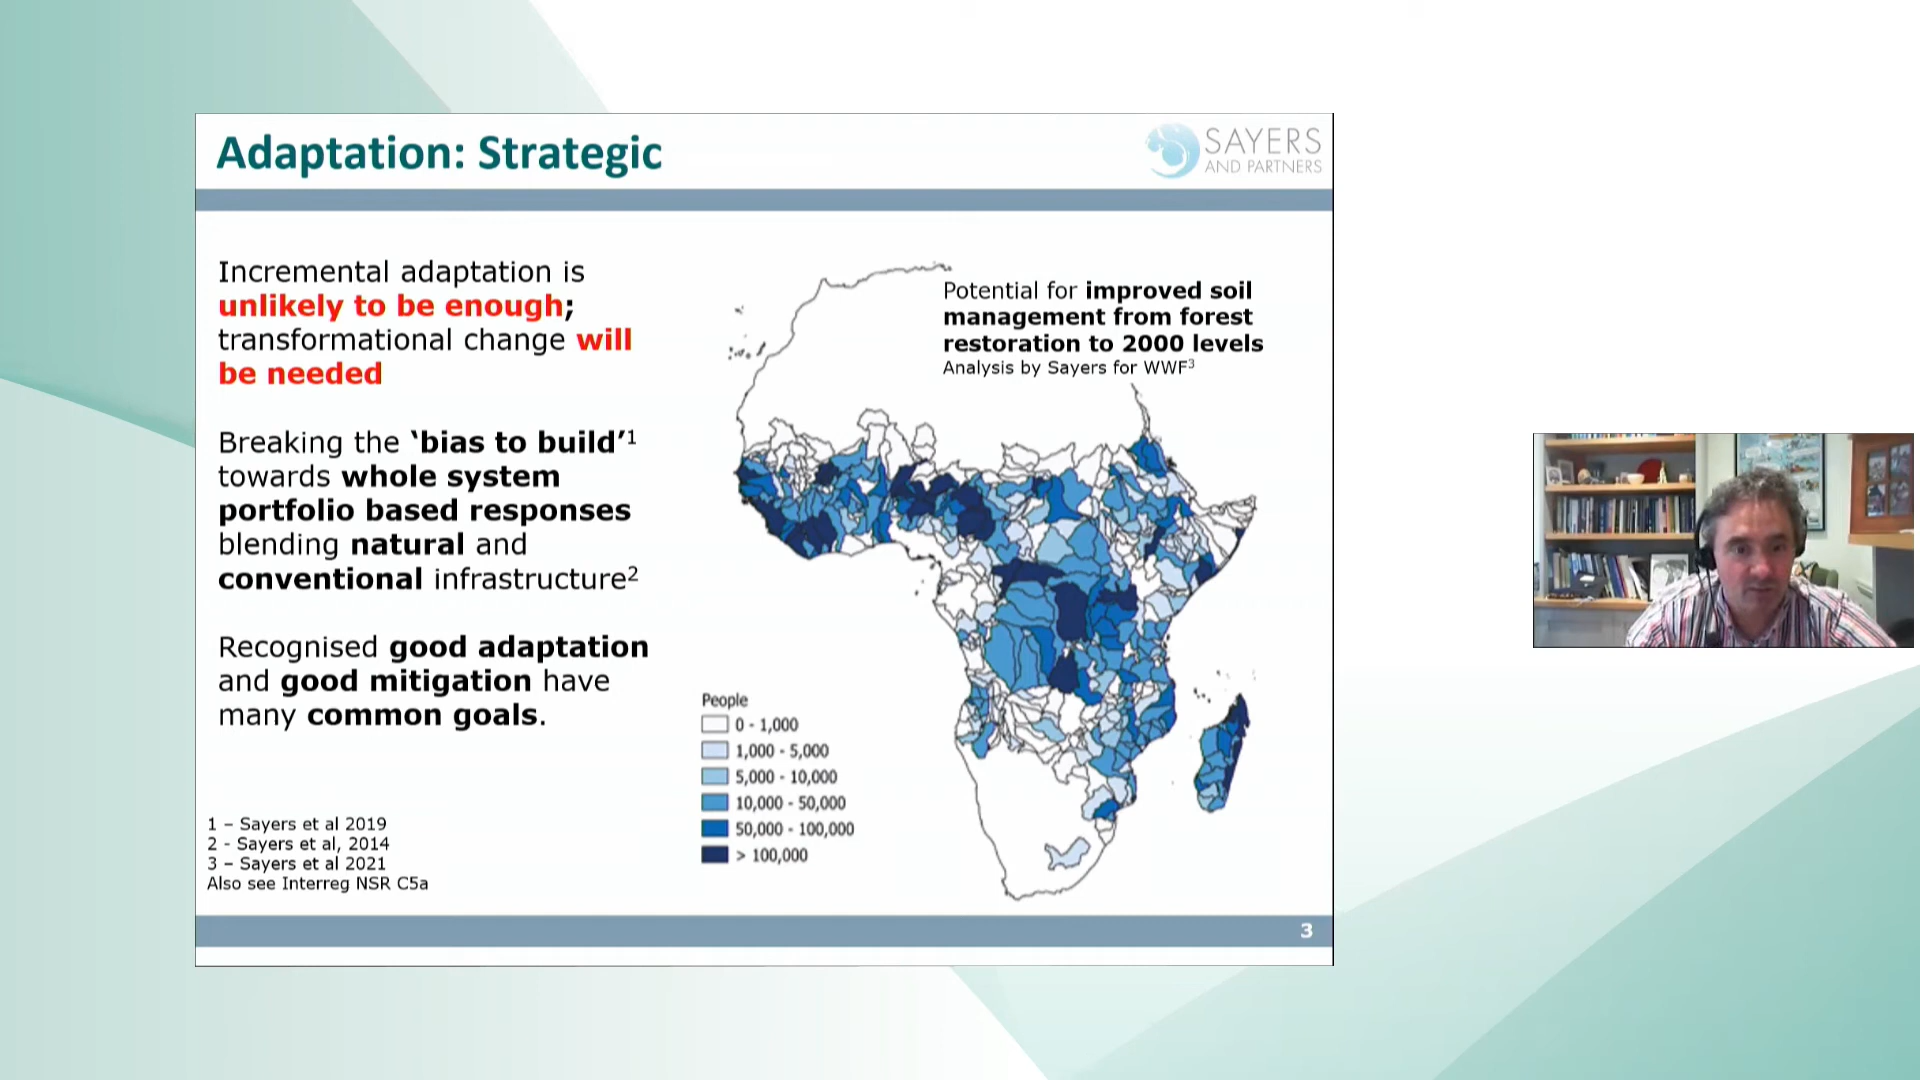 Adaptation: Strategic
SAYERS
AND PARTNERS
Incremental adaptation is
unlikely to be enough;
transformational change will
be needed
Breaking the ‘bias to build’1
towards whole system
portfolio based responses
blending natural and
conventional infrastructure2
Recognised good adaptation
and good mitigation have
many common goals.
1 – Sayers et al 2019
2 - Sayers et al, 2014
3 – Sayers et al 2021
Also see Interreg NSR C5a
Potential for improved soil
management from forest
restoration to 2000 levels
Analysis by Sayers for WWF3
People
0 - 1,000
1,000 - 5,000
5,000 - 10,000
10,000 - 50,000
50,000 - 100,000
> 100,000
3